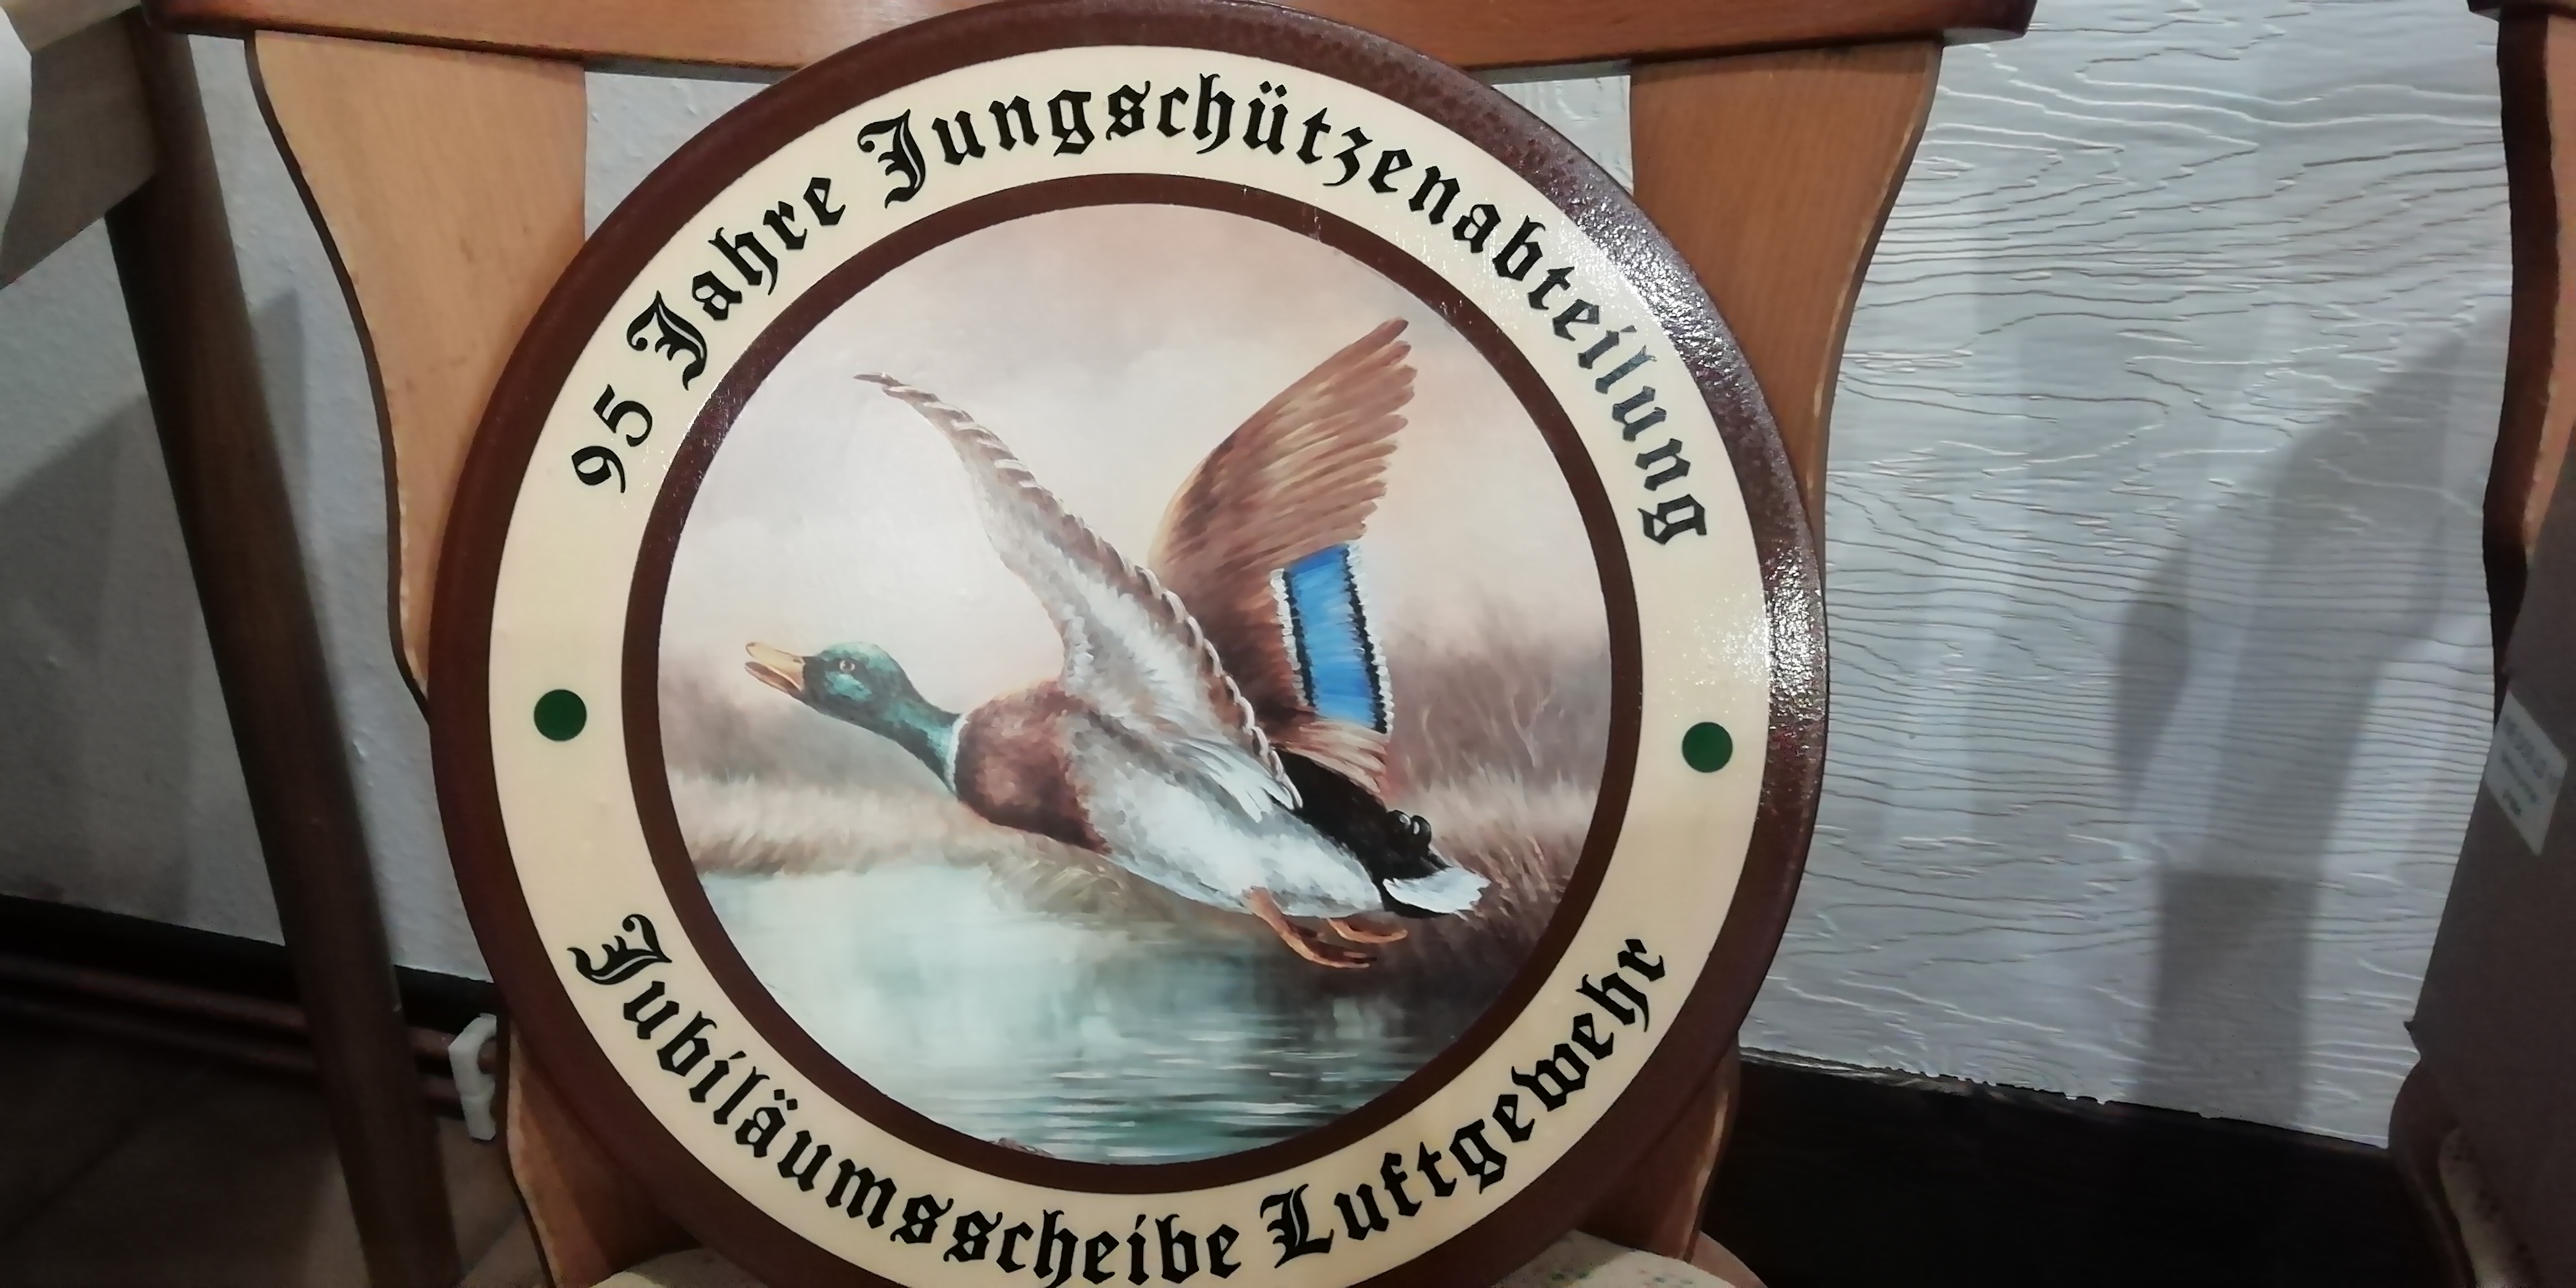 95 Jahre Jungschützenabteilung
Jubiläumsscheibe Luftgewehr